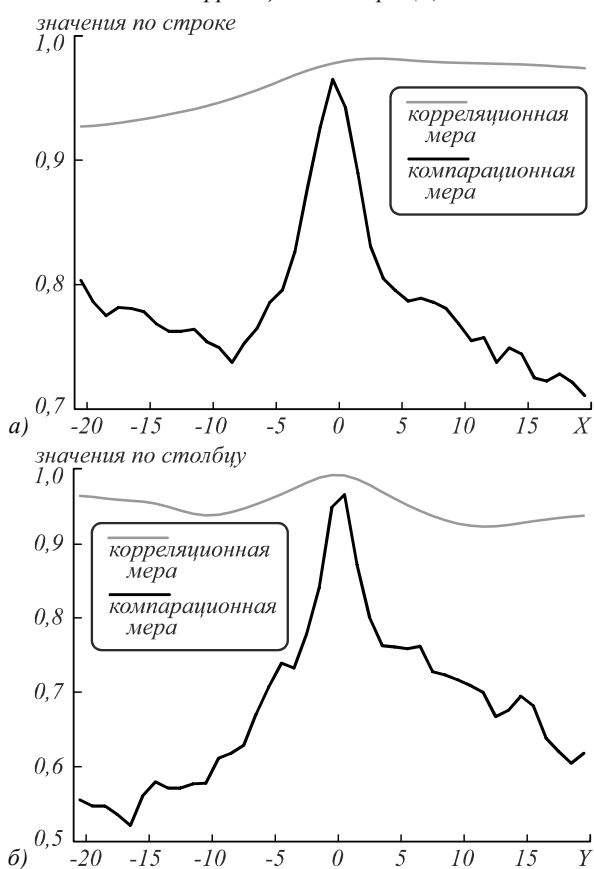 значения по строке
1,0
0,9
0,8
0,7
корреляционная
мера
компарационная
мера
а)
-20 -15 -10 -5 0 5 10 15 X
значения по столбцу
1,0
0,9
0,8
0,7
0,6
0,5
корреляционная
мера
компарационная
мера
б)
-20 -15 -10 -5 0 5 10 15 Y